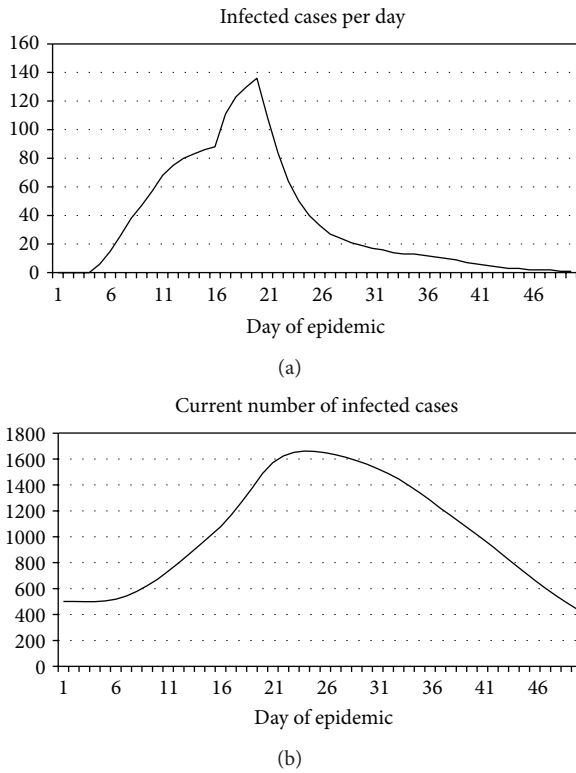 Infected cases per day
160
140
120
100
80
60
40
20
0
1 6 11 16 21 26 31 36 41 46
Day of epidemic
(a)
Current number of infected cases
1800
1600
1400
1200
1000
800
600
400
200
0
1 6 11 16 21 26 31 36 41 46
Day of epidemic
(b)